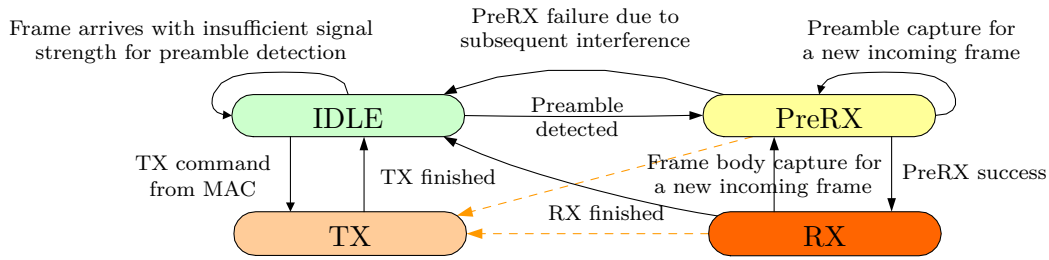 Frame arrives with insufficient signal
strength for preamble detection
PreRX failure due to
subsequent interference
Preamble capture for
a new incoming frame
IDLE
Preamble
detected
PreRX
TX command
from MAC
TX finished
Frame body capture for
a new incoming frame
PreRX success
RX finished
TX
RX